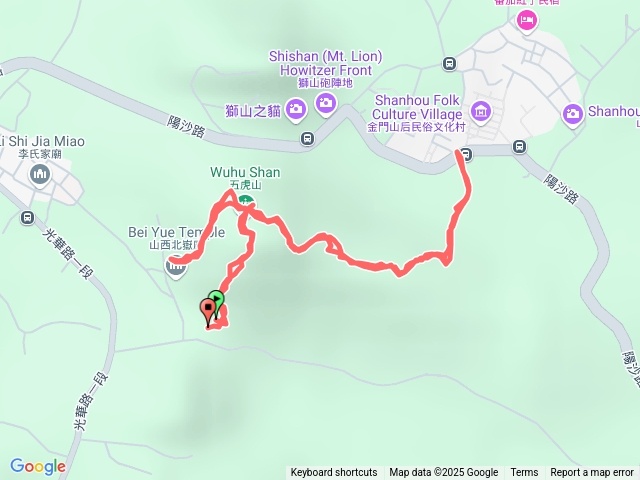 番茄紅了民宿
Shishan (Mt. Lion)
Howitzer Front
獅山砲陣地
獅山之貓
Shanhou Folk
Culture Village
金門山后民俗文化村
Shanhou
陽沙路
Li Shi Jia Miao
李氏家廟
Wuhu Shan
五虎山
Bei Yue Temple
山西北嶽
光華路一段
陽沙路
陽沙路
光華路一段
Google
Keyboard shortcuts
Map data ©2025 Google
Terms
Report a map error